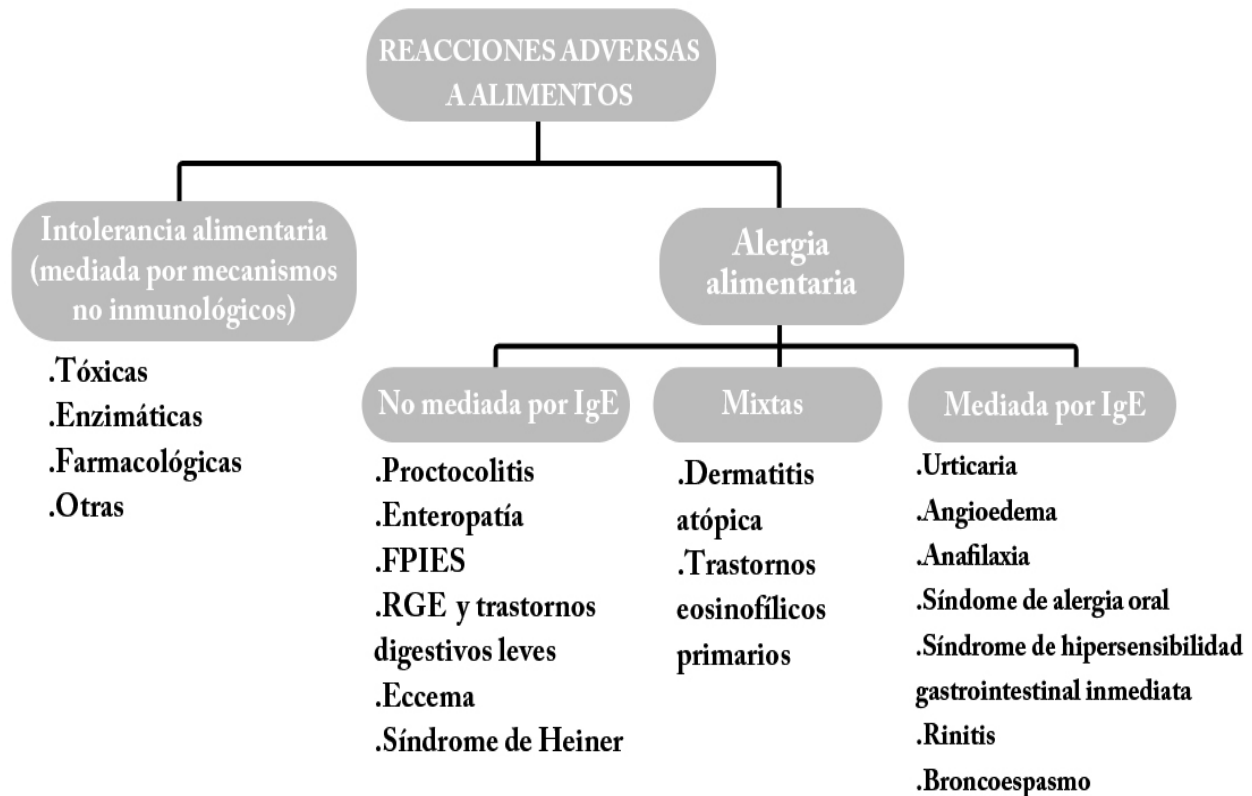 REACCIONES ADVERSAS
A ALIMENTOS
Intolerancia alimentaria
(mediada por mecanismos
no inmunológicos)
.Tóxicas
.Enzimáticas
.Farmacológicas
.Otras
Alergia
alimentaria
No mediada por IgE
.Proctocolitis
.Enteropatía
.FPIES
.RGE y trastornos
digestivos leves
.Eccema
.Síndrome de Heiner
Mixtas
.Dermatitis
atópica
.Trastornos
eosinofílicos
primarios
Mediada por IgE
.Urticaria
.Angioedema
.Anafilaxia
.Síndome de alergia oral
.Síndrome de hipersensibilidad
gastrointestinal inmediata
.Rinitis
.Broncoespasmo